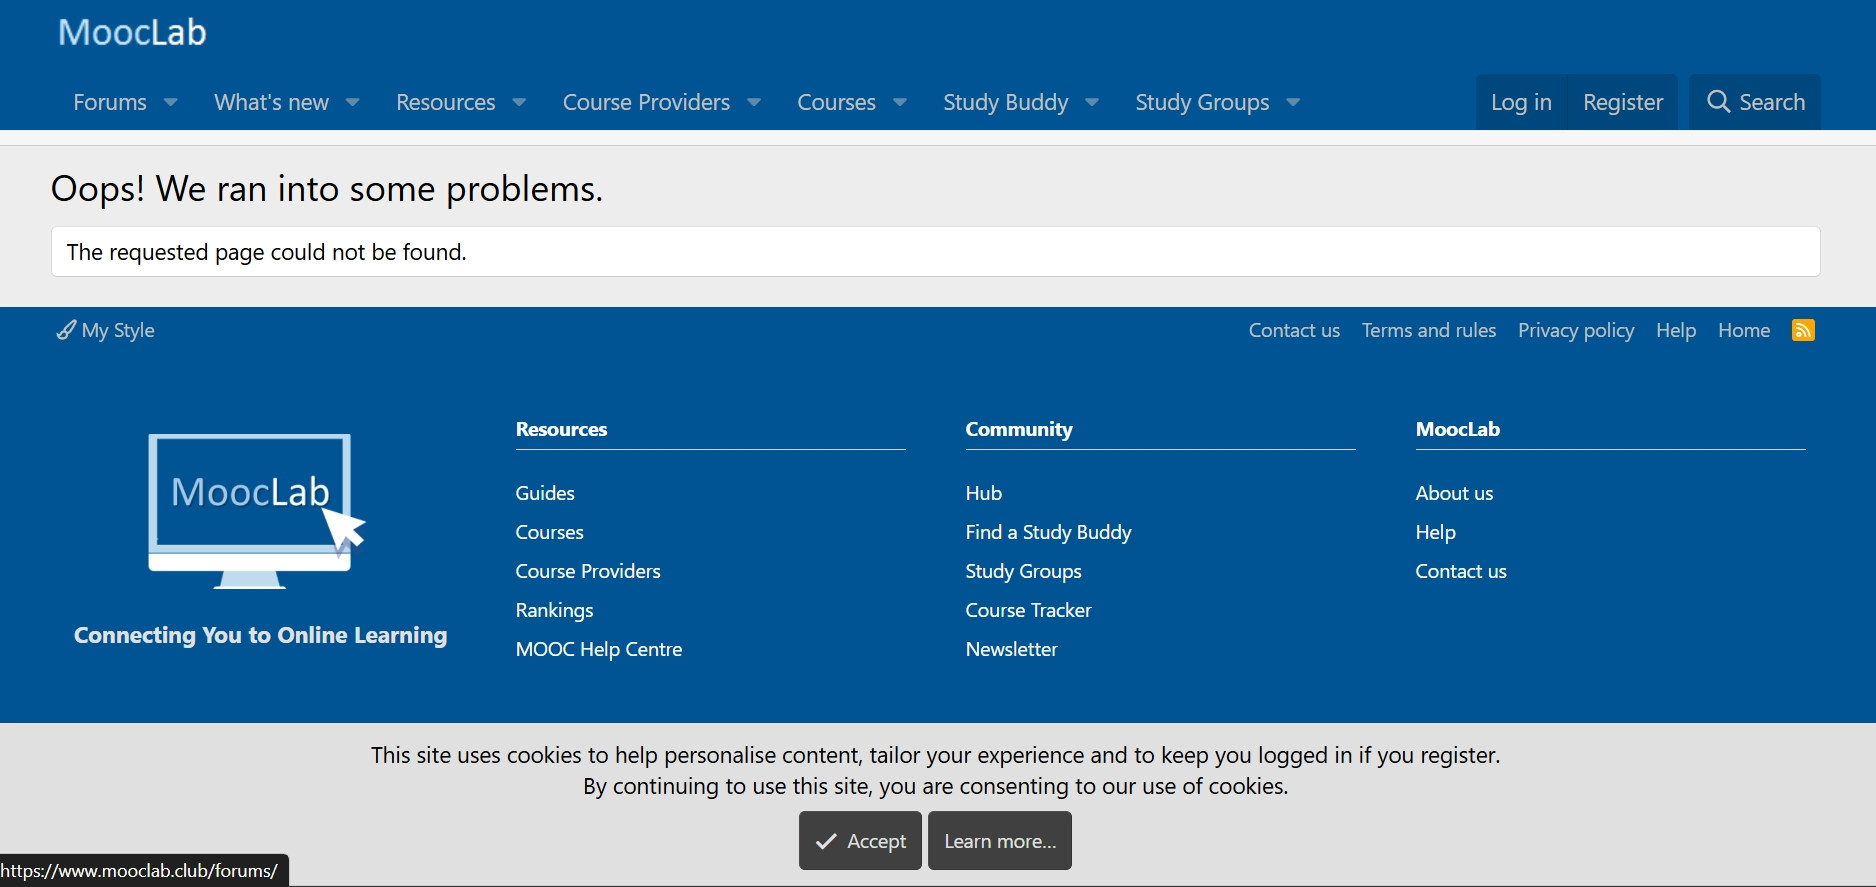 MoocLab
Forums What's new Resources Course Providers Courses Study Buddy Study Groups Log in Register Search
Oops! We ran into some problems.
The requested page could not be found.
My Style Contact us Terms and rules Privacy policy Help Home
MoocLab
Connecting You to Online Learning
Resources
Guides
Courses
Course Providers
Rankings
MOOC Help Centre
Community
Hub
Find a Study Buddy
Study Groups
Course Tracker
Newsletter
MoocLab
About us
Help
Contact us
This site uses cookies to help personalise content, tailor your experience and to keep you logged in if you register.
By continuing to use this site, you are consenting to our use of cookies.
Accept Learn more...
https://www.mooclab.club/forums/